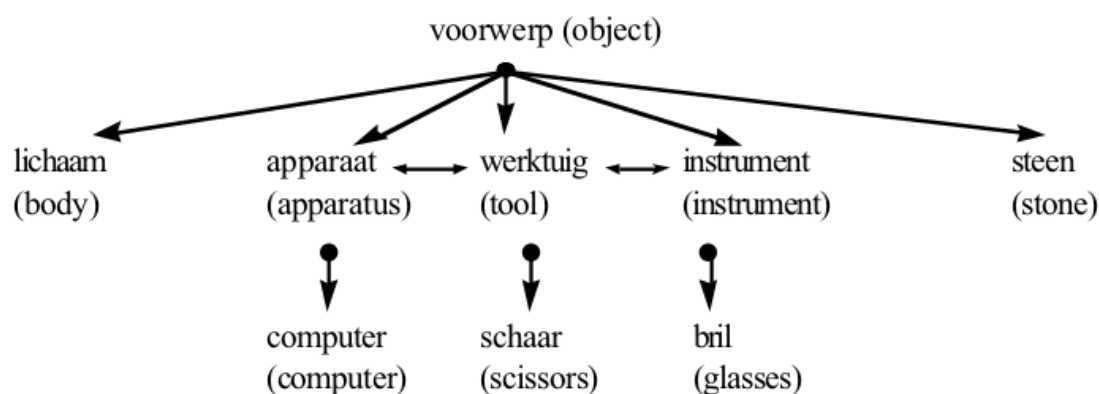 voorwerp (object)
lichaam apparaat werktuig instrument steen
(body) (apparatus) (tool) (instrument) (stone)
computer schaar bril
(computer) (scissors) (glasses)